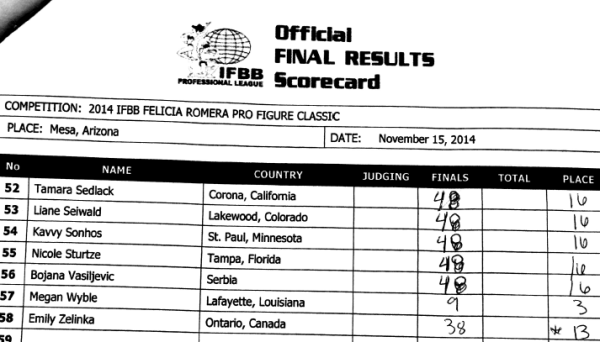 Official
FINAL RESULTS
Scorecard
IFBB
PROFESSIONAL LEAGUE
COMPETITION: 2014 IFBB FELICIA ROMERA PRO FIGURE CLASSIC
PLACE: Mesa, Arizona DATE: November 15, 2014
No NAME COUNTRY JUDGING FINALS TOTAL PLACE
52 Tamara Sedlack Corona, California 48 16
53 Liane Seiwald Lakewood, Colorado 48 16
54 Kavvy Sonhos St. Paul, Minnesota 48 16
55 Nicole Sturtze Tampa, Florida 48 16
56 Bojana Vasiljevic Serbia 48 16
57 Megan Wyble Lafayette, Louisiana 9 3
58 Emily Zelinka Ontario, Canada 38 * 13
59